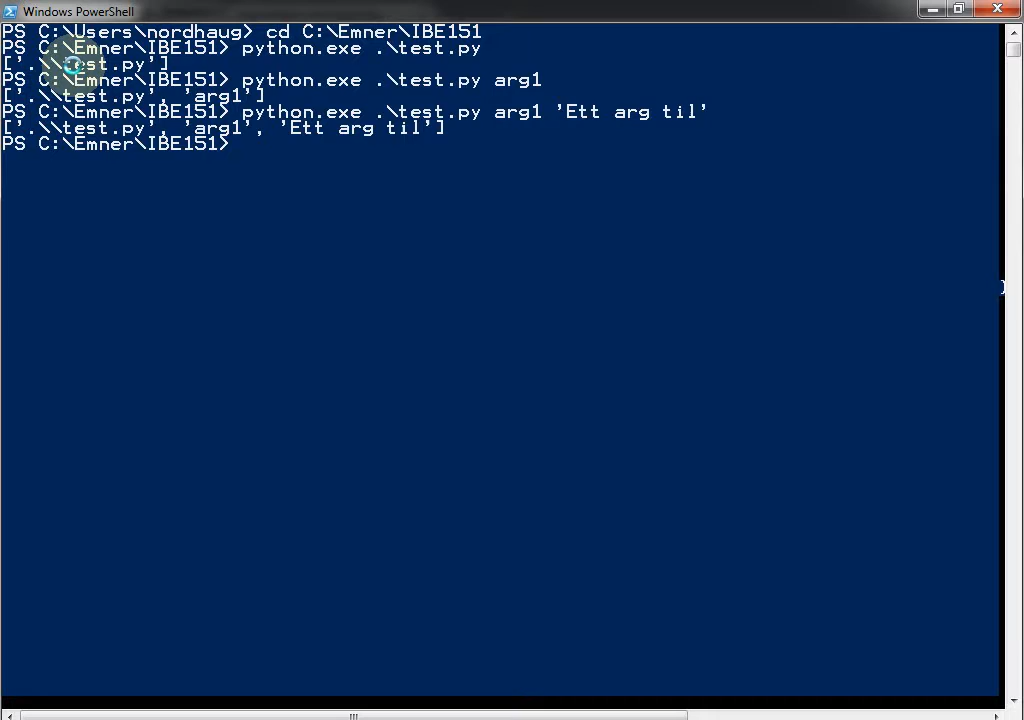 Windows PowerShell
PS C:\Users\nordhaug> cd C:\Emner\IBE151
PS C:\Emner\IBE151> python.exe .\test.py
['.\\test.py']
PS C:\Emner\IBE151> python.exe .\test.py arg1
['.\\test.py', 'arg1']
PS C:\Emner\IBE151> python.exe .\test.py arg1 'Ett arg til'
['.\\test.py', 'arg1', 'Ett arg til']
PS C:\Emner\IBE151>